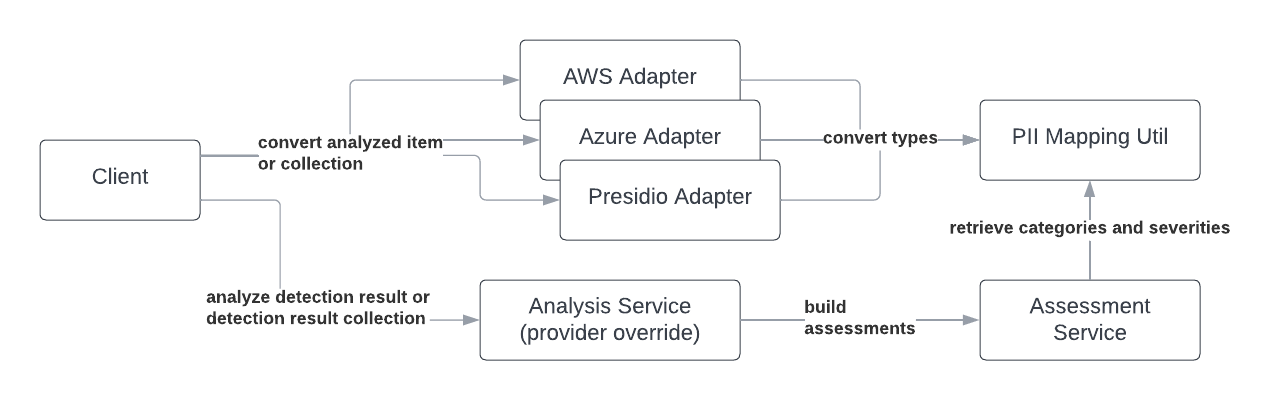 AWS Adapter
Azure Adapter
Presidio Adapter
Client
convert analyzed item
or collection
convert types
PII Mapping Util
retrieve categories and severities
analyze detection result or
detection result collection
Analysis Service
(provider override)
build
assessments
Assessment
Service